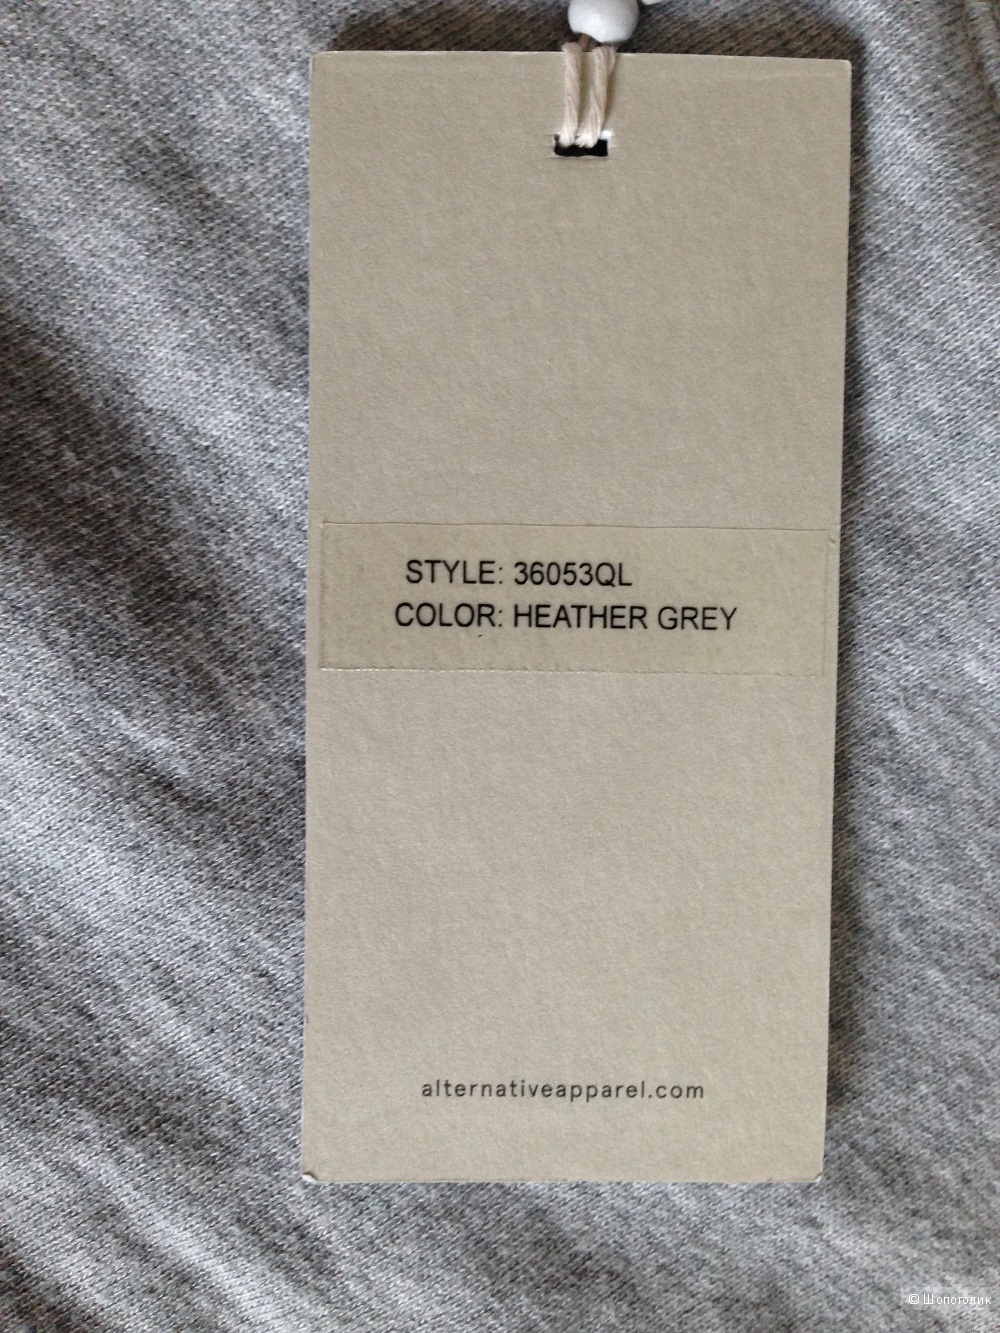 STYLE: 36053QL
COLOR: HEATHER GREY
alternativeapparel.com
© Шопоголик